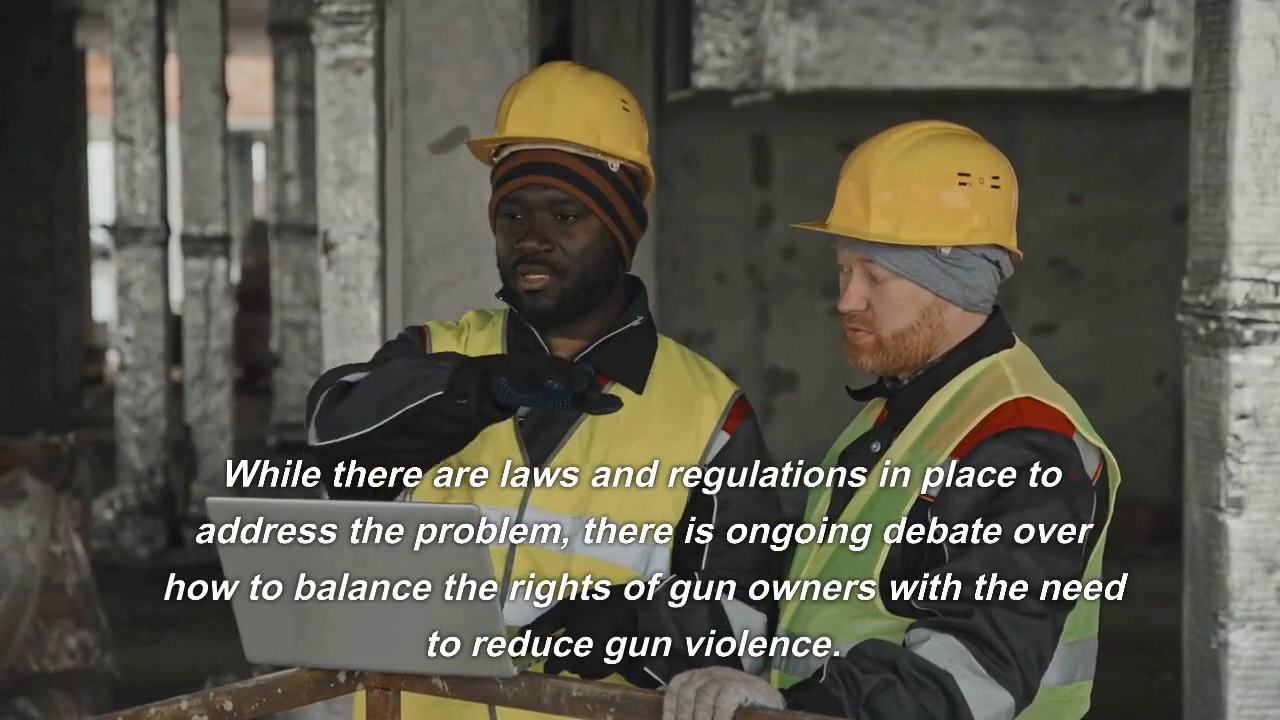 While there are laws and regulations in place to
address the problem, there is ongoing debate over
how to balance the rights of gun owners with the need
to reduce gun violence.